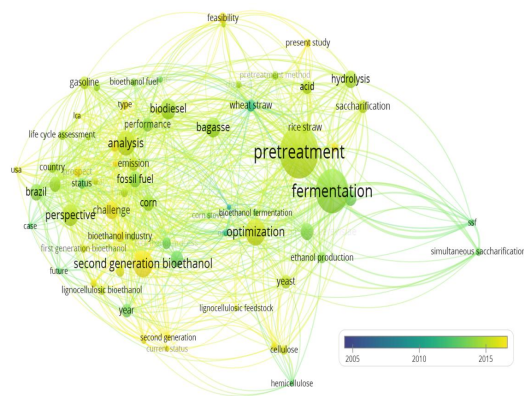 feasibility
present study
gasoline
bioethanol fuel
pretreatment method
hydrolysis
acid
lca
type
biodiesel
wheat straw
saccharification
life cycle assessment
performance
bagasse
rice straw
analysis
pretreatment
usa
country
emission
status
fossil fuel
brazil
fermentation
corn
perspective
challenge
bioethanol fermentation
case
bioethanol industry
optimization
ssf
first generation bioethanol
simultaneous saccharification
future
second generation bioethanol
ethanol production
lignocellulosic bioethanol
yeast
year
lignocellulosic feedstock
second generation
current status
cellulose
hemicellulose
2005 2010 2015